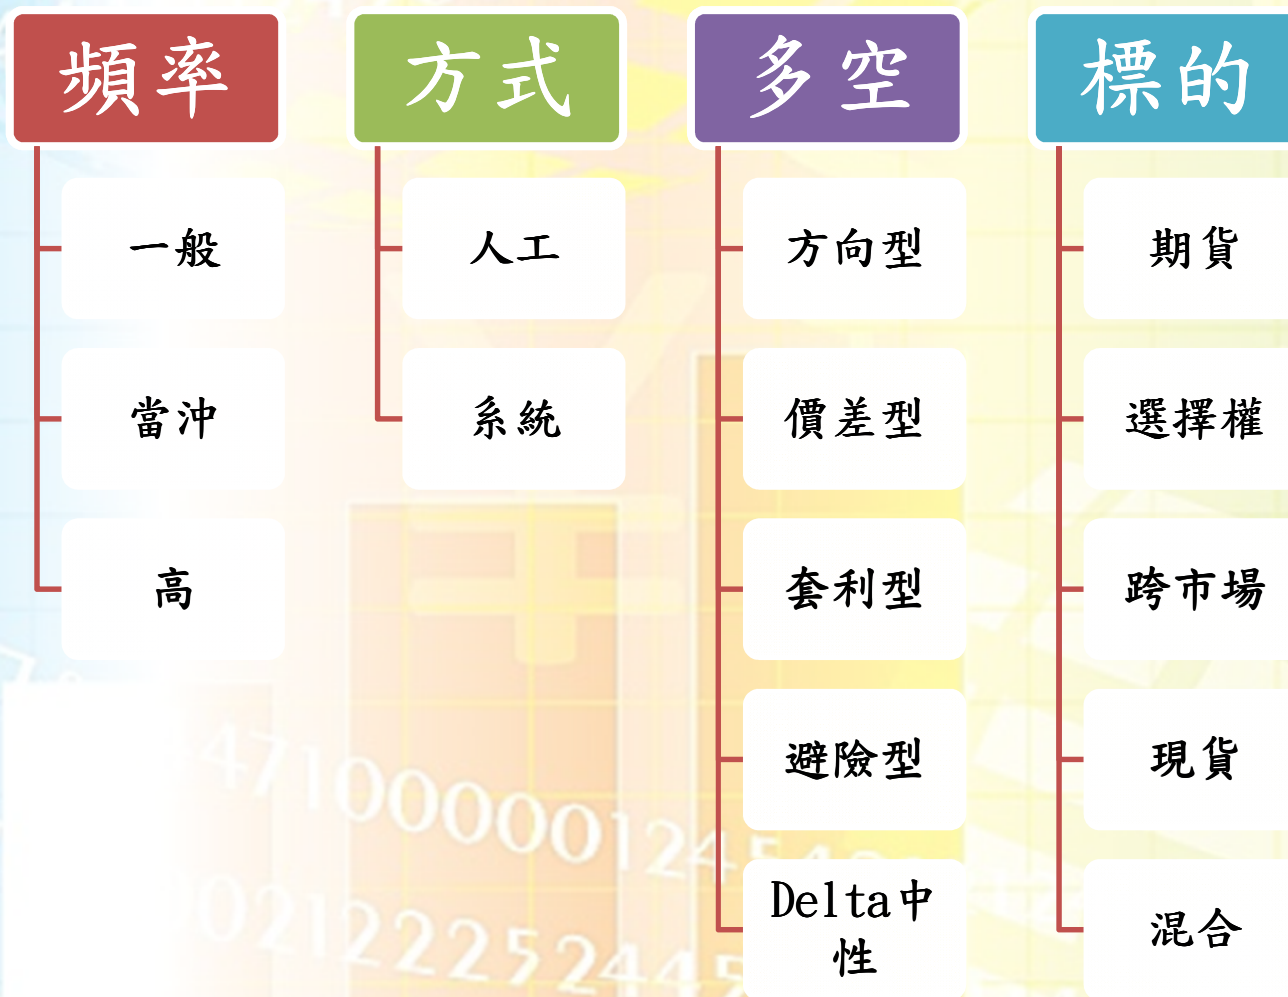 頻率
一般
當沖
高
方式
人工
系統
多空
方向型
價差型
套利型
避險型
Delta中
性
標的
期貨
選擇權
跨市場
現貨
混合